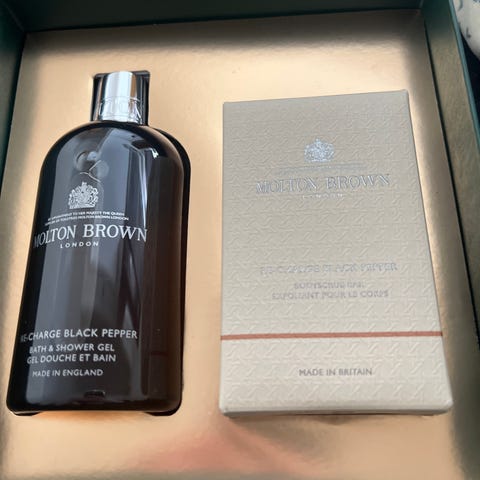 BY APPOINTMENT TO HER MAJESTY THE QUEEN
MOLTON BROWN
LONDON
RE-CHARGE BLACK PEPPER
BATH & SHOWER GEL
GEL DOUCHE ET BAIN
MADE IN ENGLAND
MOLTON BROWN
LONDON
RE-CHARGE BLACK PEPPER
BODYSCRUB BAR
EXFOLIANT POUR LE CORPS
MADE IN BRITAIN